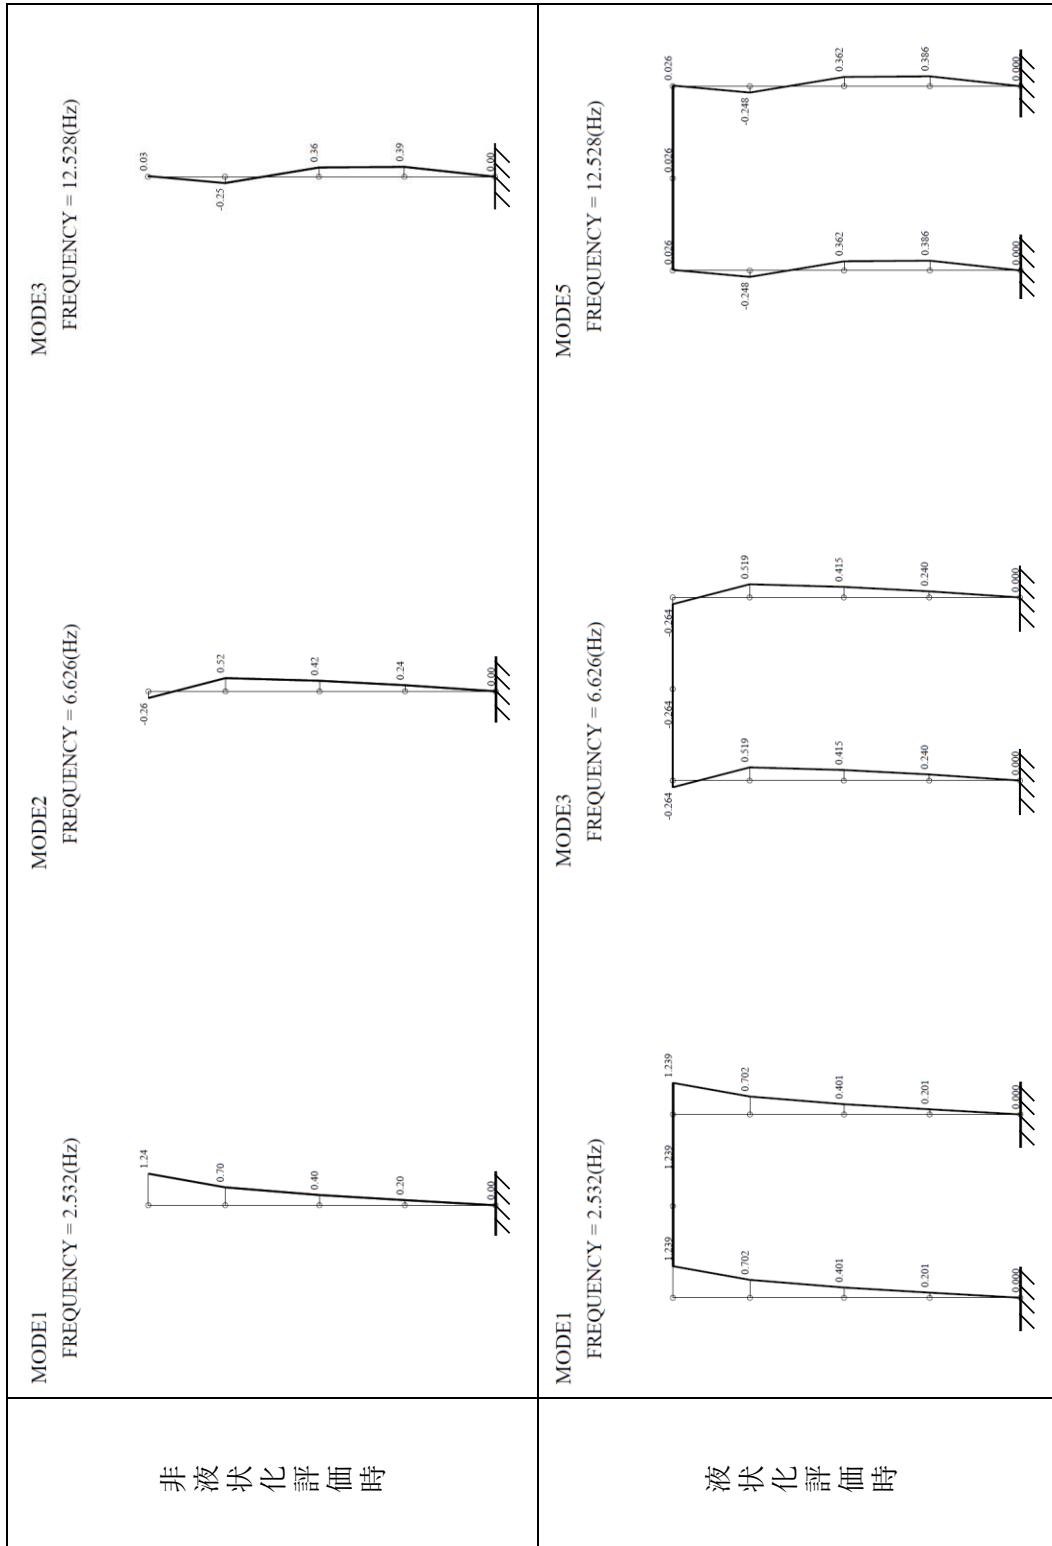 非液状化評価時
MODE1
FREQUENCY = 2.532(Hz)
1.24
0.70
0.40
0.20
0.00
MODE2
FREQUENCY = 6.626(Hz)
-0.26
0.52
0.42
0.24
0.00
MODE3
FREQUENCY = 12.528(Hz)
0.03
-0.25
0.36
0.39
0.00
液状化評価時
MODE1
FREQUENCY = 2.532(Hz)
1.239 1.239 1.239
0.702 0.702
0.401 0.401
0.201 0.201
0.000 0.000
MODE3
FREQUENCY = 6.626(Hz)
-0.264 -0.264 -0.264
0.519 0.519
0.415 0.415
0.240 0.240
0.000 0.000
MODE5
FREQUENCY = 12.528(Hz)
0.026 0.026 0.026
-0.248 -0.248
0.362 0.362
0.386 0.386
0.000 0.000